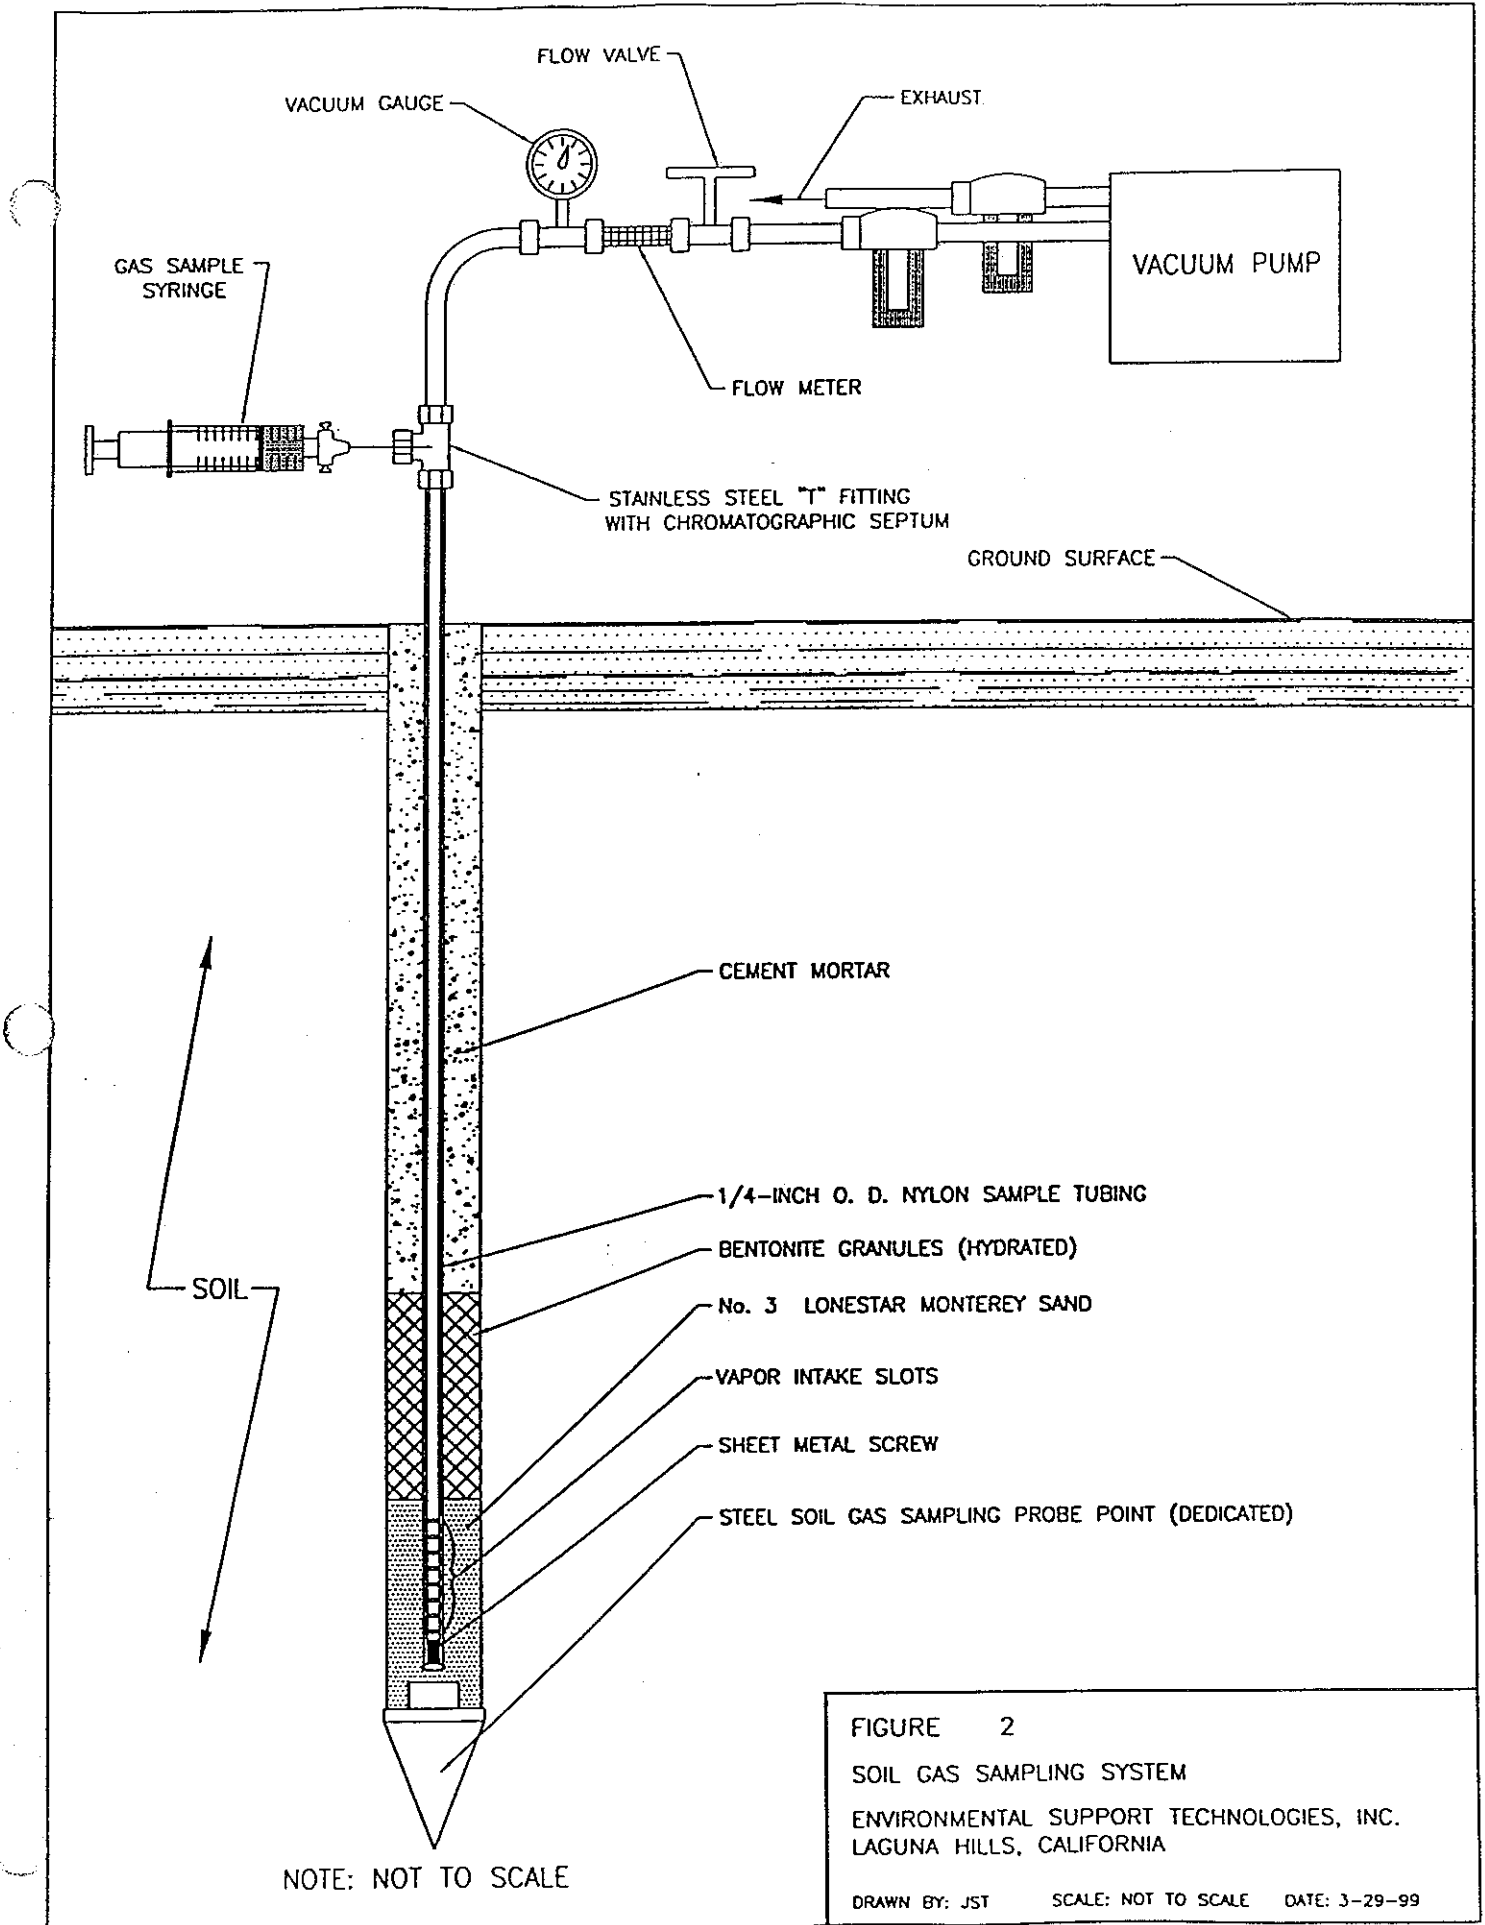 FLOW VALVE
VACUUM GAUGE
EXHAUST
GAS SAMPLE
SYRINGE
VACUUM PUMP
FLOW METER
STAINLESS STEEL "T" FITTING
WITH CHROMATOGRAPHIC SEPTUM
GROUND SURFACE
CEMENT MORTAR
1/4-INCH O. D. NYLON SAMPLE TUBING
BENTONITE GRANULES (HYDRATED)
SOIL
No. 3 LONESTAR MONTEREY SAND
VAPOR INTAKE SLOTS
SHEET METAL SCREW
STEEL SOIL GAS SAMPLING PROBE POINT (DEDICATED)
NOTE: NOT TO SCALE
FIGURE 2
SOIL GAS SAMPLING SYSTEM
ENVIRONMENTAL SUPPORT TECHNOLOGIES, INC.
LAGUNA HILLS, CALIFORNIA
DRAWN BY: JST SCALE: NOT TO SCALE DATE: 3-29-99